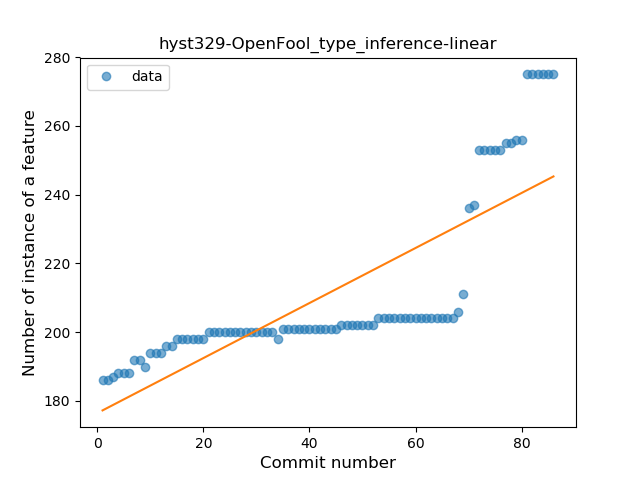 hyst329-OpenFool_type_inference-linear
data
Number of instance of a feature
280
260
240
220
200
180
0
20
40
60
80
Commit number